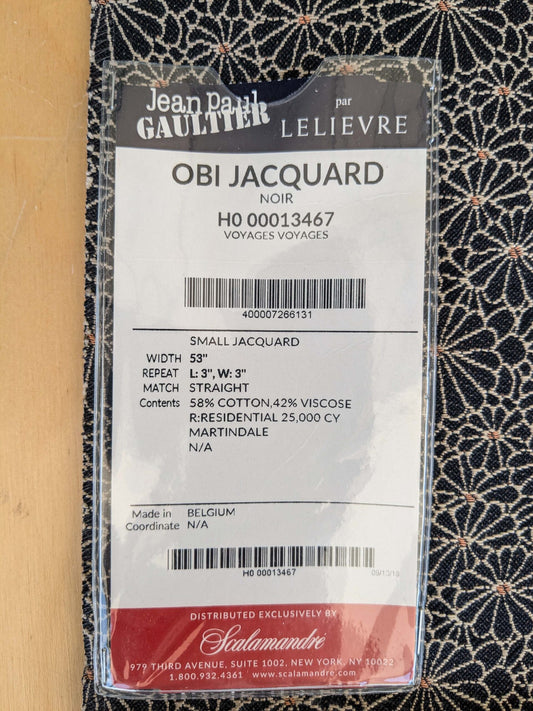 Jean Paul
GAULTIER
par
LELIEVRE
OBI JACQUARD
NOIR
H0 00013467
VOYAGES VOYAGES
400007266131
SMALL JACQUARD
WIDTH 53"
REPEAT L: 3", W: 3"
MATCH STRAIGHT
Contents 58% COTTON,42% VISCOSE
R:RESIDENTIAL 25,000 CY
MARTINDALE
N/A
Made in BELGIUM
Coordinate N/A
H0 00013467
DISTRIBUTED EXCLUSIVELY BY
Scalamandré
979 THIRD AVENUE, SUITE 1002, NEW YORK, NY 10022
1.800.932.4361 www.scalamandre.com